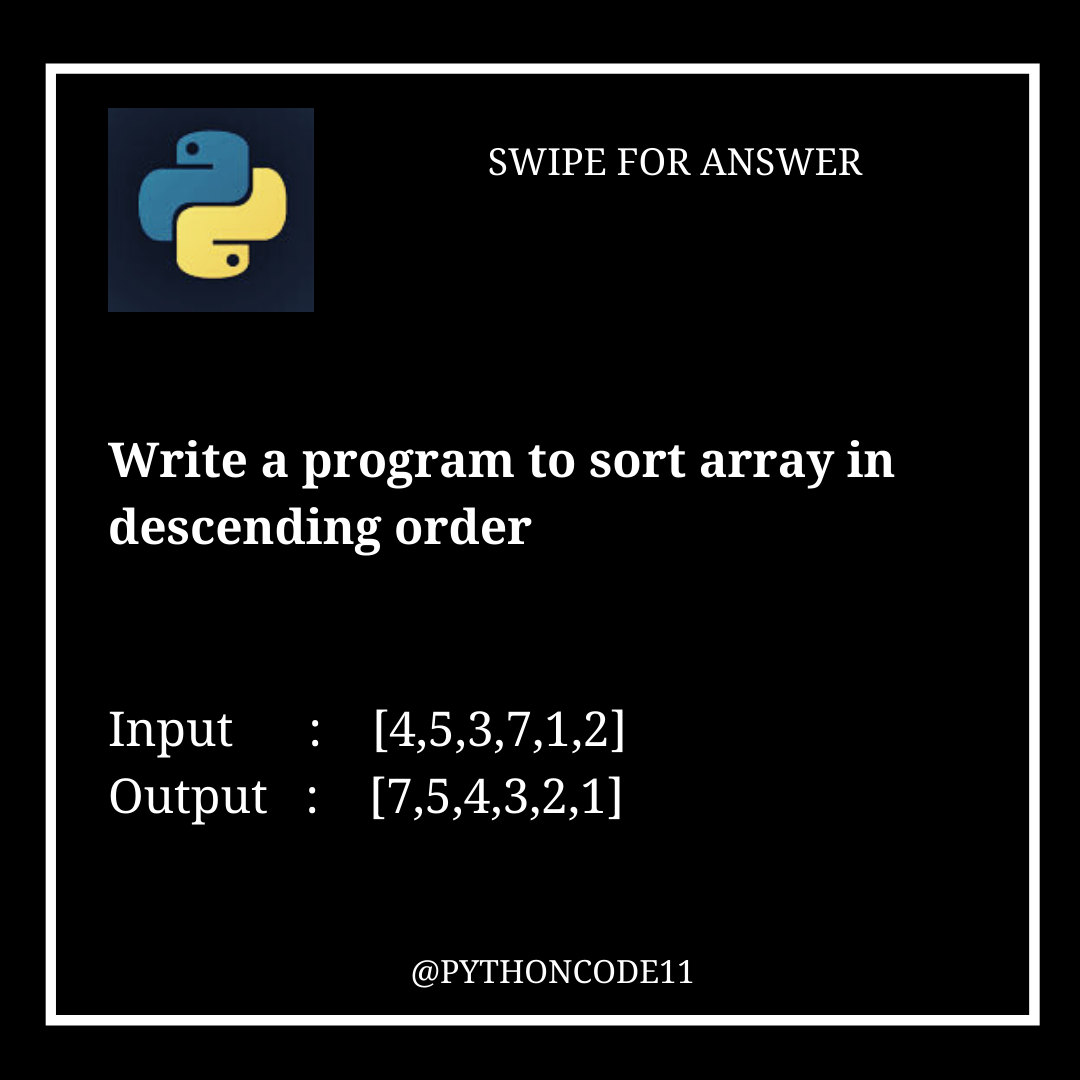 SWIPE FOR ANSWER
Write a program to sort array in
descending order
Input : [4,5,3,7,1,2]
Output : [7,5,4,3,2,1]
@PYTHONCODE11